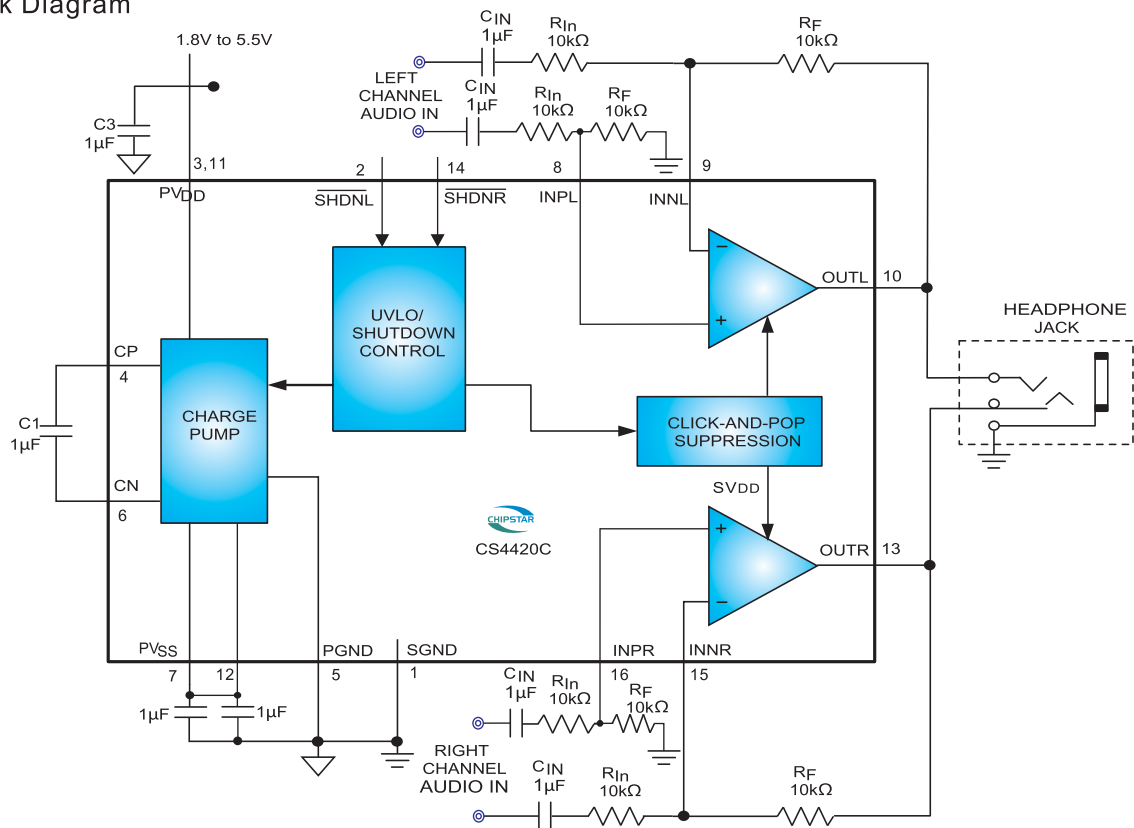 k Diagram
1.8V to 5.5V
C3
1µF
3,11
PVDD
LEFT
CHANNEL
AUDIO IN
CIN
1µF
RIn
10kΩ
RF
10kΩ
CIN
1µF
RIn
10kΩ
RF
10kΩ
2
SHDNL
14
SHDNR
8
INPL
9
INNL
UVLO/
SHUTDOWN
CONTROL
−
+
OUTL
10
HEADPHONE
JACK
CP
4
C1
1µF
CN
6
CHARGE
PUMP
CLICK-AND-POP
SUPPRESSION
SVDD
CHIPSTAR
CS4420C
+
−
OUTR
13
PVSS
7
12
PGND
5
SGND
1
INPR
16
INNR
15
1µF
1µF
CIN
1µF
RIn
10kΩ
RF
10kΩ
RIGHT
CHANNEL
AUDIO IN
CIN
1µF
RIn
10kΩ
RF
10kΩ